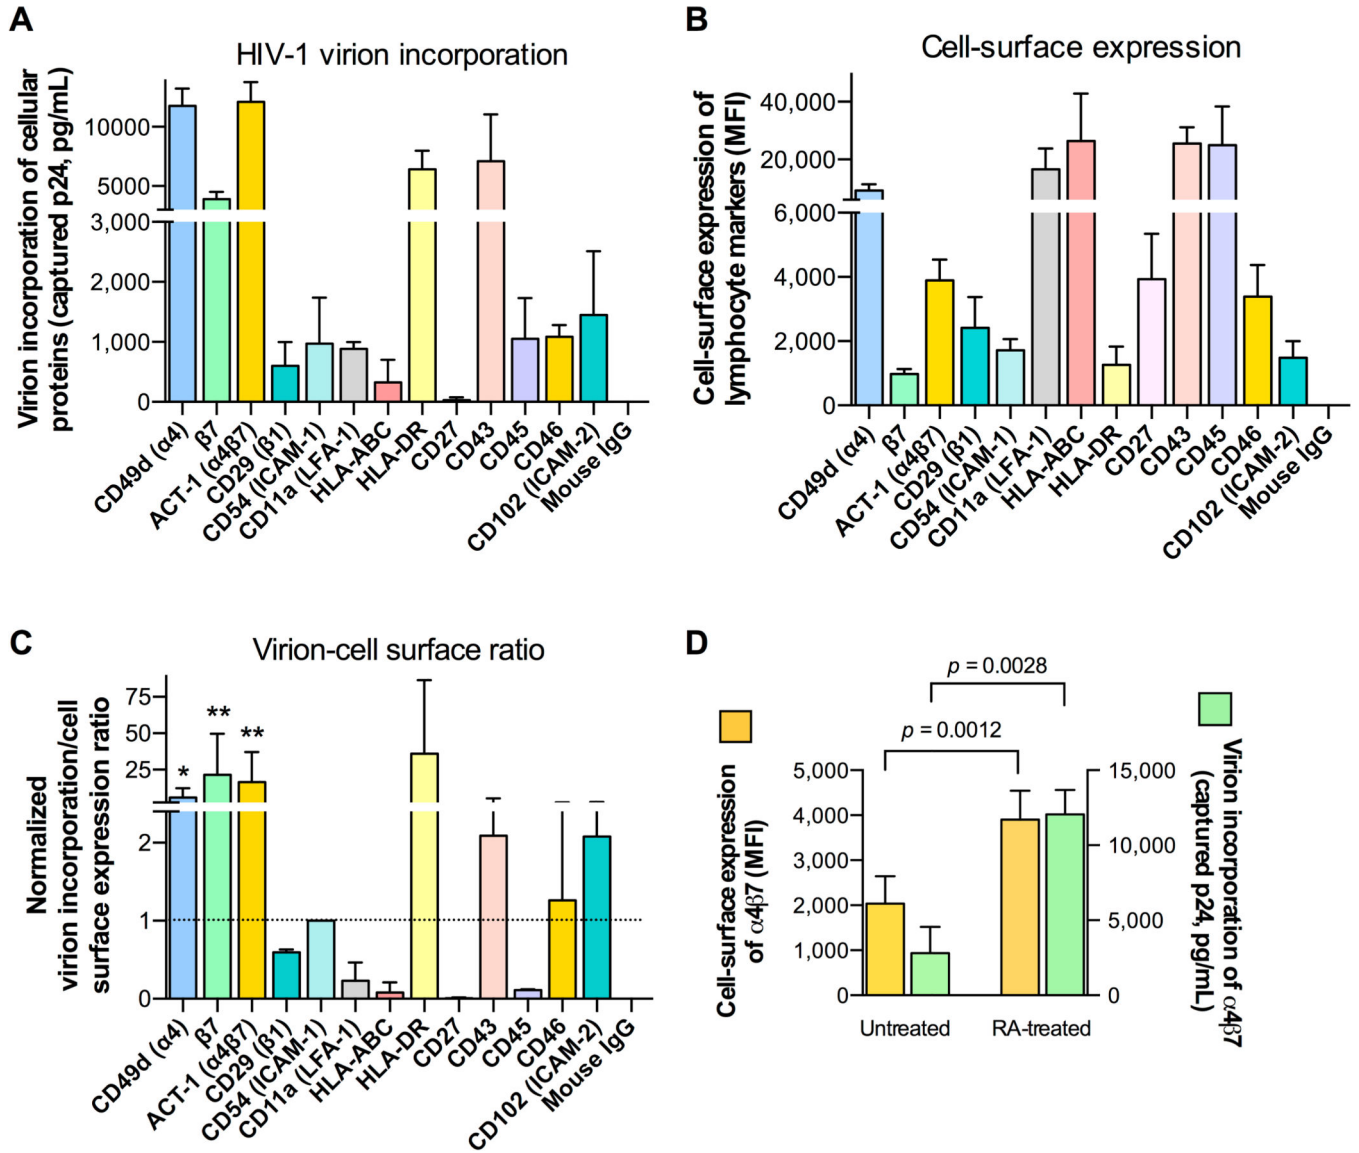 A
HIV-1 virion incorporation
Virion incorporation of cellular
proteins (captured p24, pg/mL)
10000
5000
3,000
2,000
1,000
0
CD49d (α4)
β7
ACT-1 (α4β7)
CD29 (β1)
CD54 (ICAM-1)
CD11a (LFA-1)
HLA-ABC
HLA-DR
CD27
CD43
CD45
CD46
CD102 (ICAM-2)
Mouse IgG
B
Cell-surface expression
Cell-surface expression of
lymphocyte markers (MFI)
40,000
20,000
6,000
4,000
2,000
0
CD49d (α4)
β7
ACT-1 (α4β7)
CD29 (β1)
CD54 (ICAM-1)
CD11a (LFA-1)
HLA-ABC
HLA-DR
CD27
CD43
CD45
CD46
CD102 (ICAM-2)
Mouse IgG
C
Virion-cell surface ratio
Normalized
virion incorporation/cell
surface expression ratio
75
50
25
2
1
0
*
**
**
CD49d (α4)
β7
ACT-1 (α4β7)
CD29 (β1)
CD54 (ICAM-1)
CD11a (LFA-1)
HLA-ABC
HLA-DR
CD27
CD43
CD45
CD46
CD102 (ICAM-2)
Mouse IgG
D
p = 0.0028
p = 0.0012
Cell-surface expression
of α4β7 (MFI)
5,000
4,000
3,000
2,000
1,000
0
15,000
10,000
5,000
0
Virion incorporation of α4β7
(captured p24, pg/mL)
Untreated
RA-treated